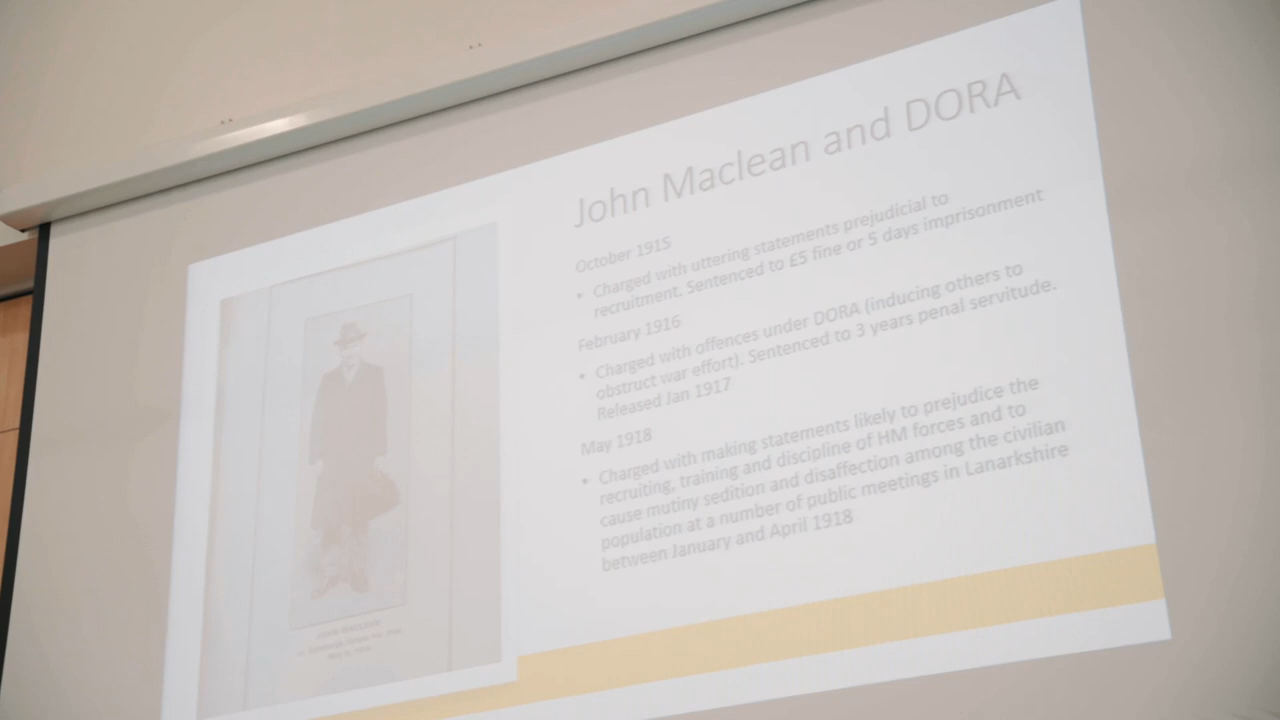 John Maclean and DORA
October 1915
• Charged with uttering statements prejudicial to
recruitment. Sentenced to £5 fine or 5 days imprisonment
February 1916
• Charged with offences under DORA (inducing others to
obstruct war effort). Sentenced to 3 years penal servitude.
Released Jan 1917
May 1918
• Charged with making statements likely to prejudice the
recruiting, training and discipline of HM forces and to
cause mutiny sedition and disaffection among the civilian
population at a number of public meetings in Lanarkshire
between January and April 1918
JOHN MACLEAN